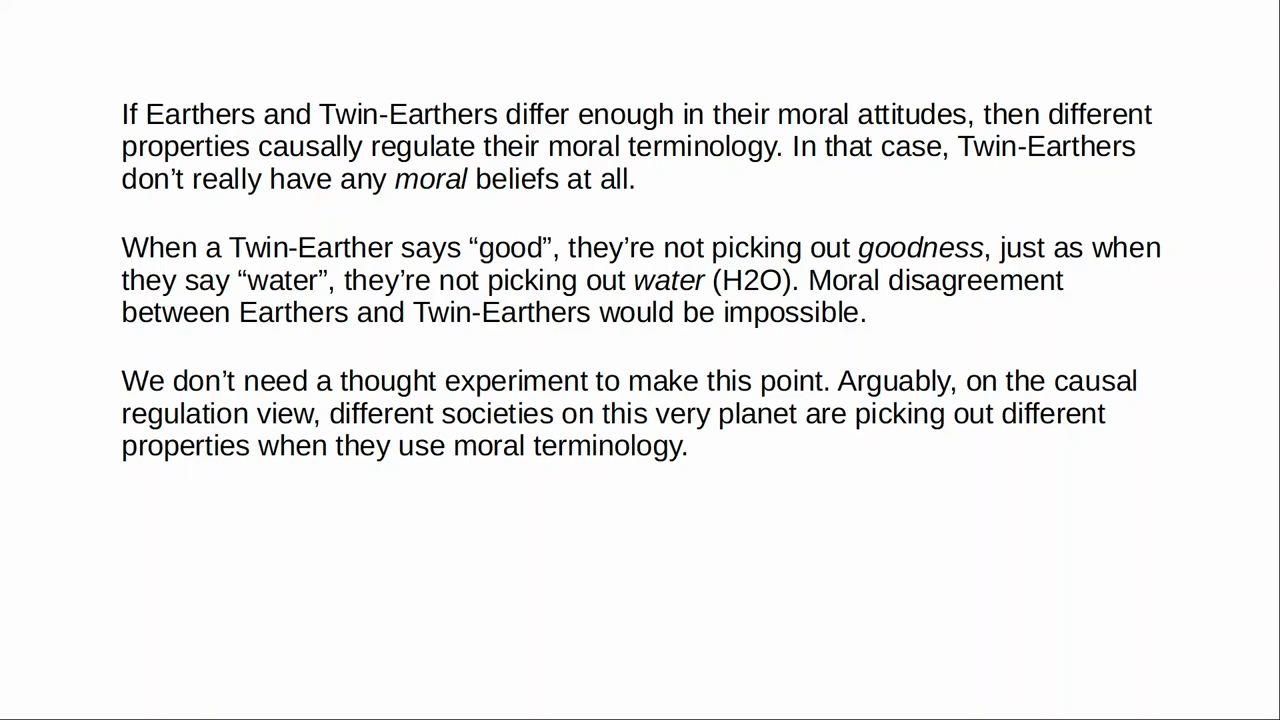 If Earthers and Twin-Earthers differ enough in their moral attitudes, then different
properties causally regulate their moral terminology. In that case, Twin-Earthers
don’t really have any moral beliefs at all.
When a Twin-Earther says “good”, they’re not picking out goodness, just as when
they say “water”, they’re not picking out water (H2O). Moral disagreement
between Earthers and Twin-Earthers would be impossible.
We don’t need a thought experiment to make this point. Arguably, on the causal
regulation view, different societies on this very planet are picking out different
properties when they use moral terminology.